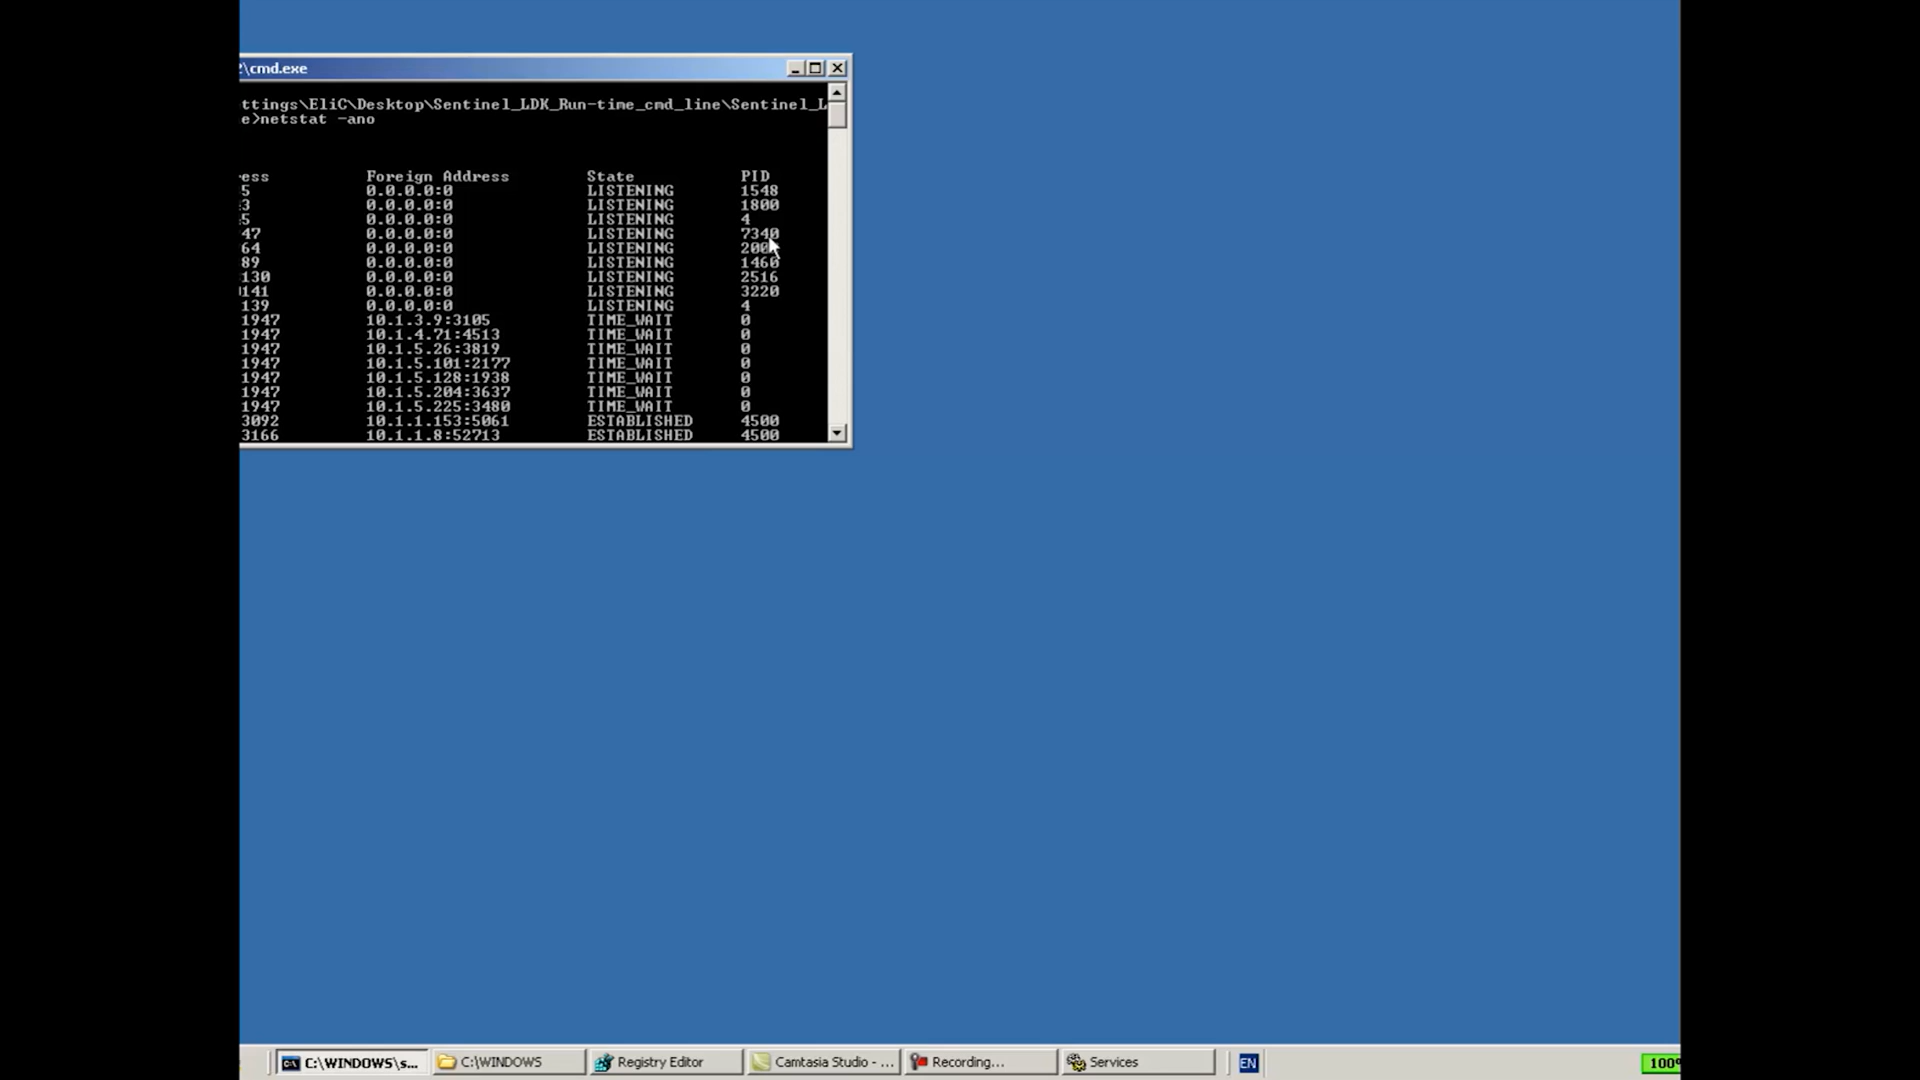 2\cmd.exe
ttings\EliC\Desktop\Sentinel_LDK_Run-time_cmd_line\Sentinel_L
e>netstat -ano
ess Foreign Address State PID
5 0.0.0.0:0 LISTENING 1548
3 0.0.0.0:0 LISTENING 1800
5 0.0.0.0:0 LISTENING 4
47 0.0.0.0:0 LISTENING 7340
64 0.0.0.0:0 LISTENING
89 0.0.0.0:0 LISTENING 1460
130 0.0.0.0:0 LISTENING 2516
141 0.0.0.0:0 LISTENING 3220
139 0.0.0.0:0 LISTENING 4
1947 10.1.3.9:3105 TIME_WAIT 0
1947 10.1.4.71:4513 TIME_WAIT 0
1947 10.1.5.26:3819 TIME_WAIT 0
1947 10.1.5.101:2177 TIME_WAIT 0
1947 10.1.5.128:1938 TIME_WAIT 0
1947 10.1.5.204:3637 TIME_WAIT 0
1947 10.1.5.225:3480 TIME_WAIT 0
3092 10.1.1.153:5061 ESTABLISHED 4500
3166 10.1.1.8:52713 ESTABLISHED 4500
C:\WINDOWS\s... C:\WINDOWS Registry Editor Camtasia Studio - ... Recording... Services EN 100%